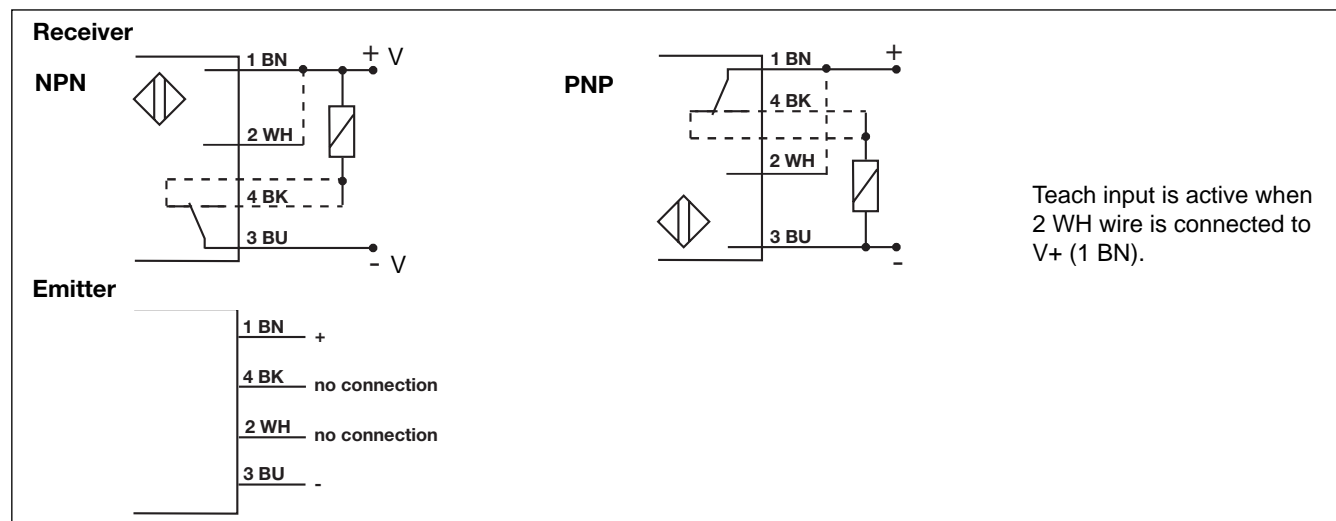 Receiver
NPN
1 BN
+ V
2 WH
4 BK
3 BU
- V
PNP
1 BN
+
4 BK
2 WH
3 BU
-
Teach input is active when
2 WH wire is connected to
V+ (1 BN).
Emitter
1 BN +
4 BK no connection
2 WH no connection
3 BU -